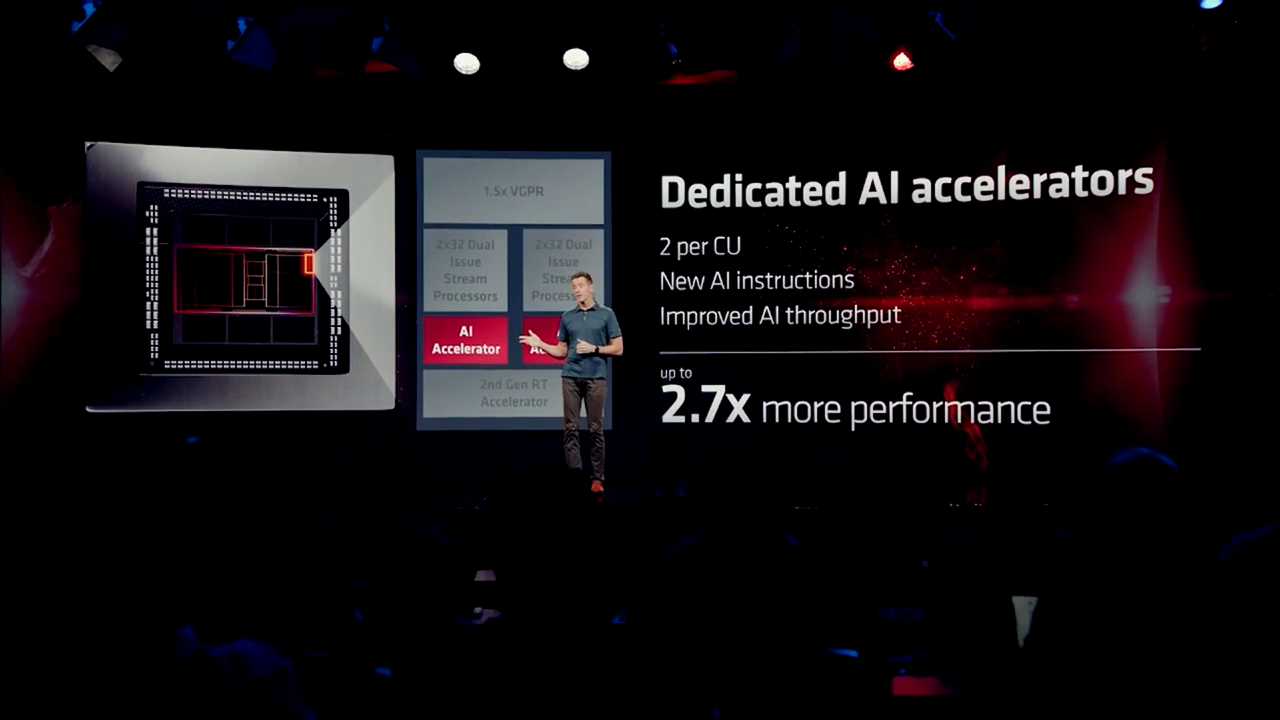 1.5x VGPR
2x32 Dual
Issue
Stream
Processors
2x32 Dual
Issue
AI
Accelerator
2nd Gen RT
Accelerator
Dedicated AI accelerators
2 per CU
New AI instructions
Improved AI throughput
up to
2.7x more performance